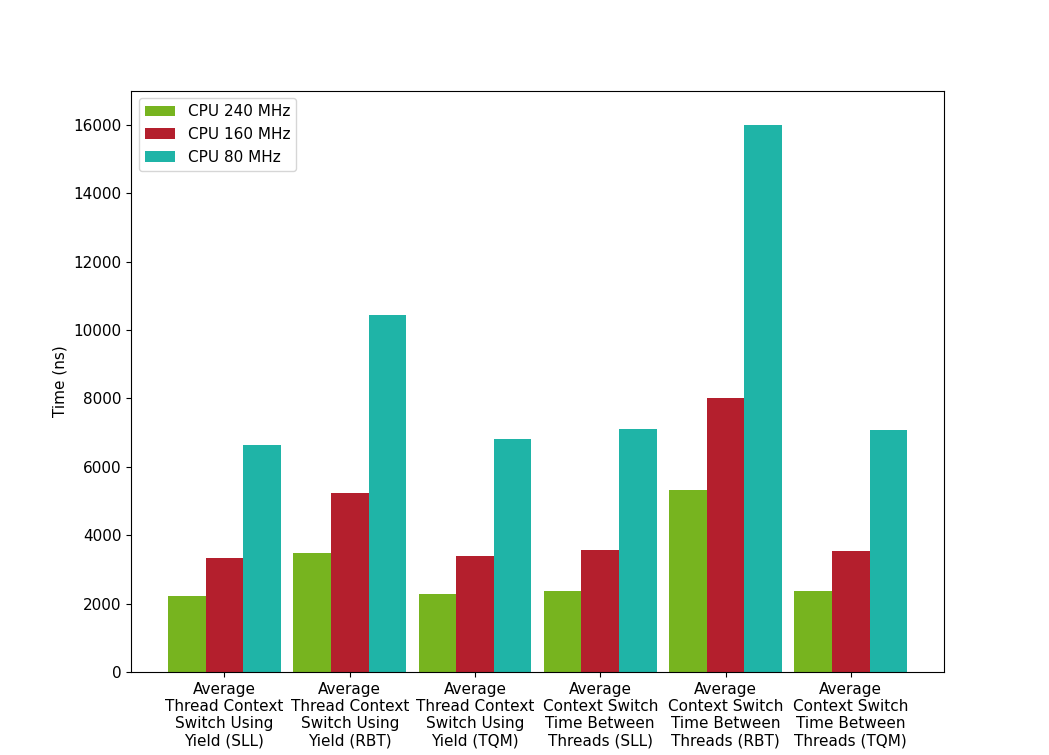 CPU 240 MHz
CPU 160 MHz
CPU 80 MHz
16000
14000
12000
10000
8000
6000
4000
2000
0
Time (ns)
Average
Thread Context
Switch Using
Yield (SLL)
Average
Thread Context
Switch Using
Yield (RBT)
Average
Thread Context
Switch Using
Yield (TQM)
Average
Context Switch
Time Between
Threads (SLL)
Average
Context Switch
Time Between
Threads (RBT)
Average
Context Switch
Time Between
Threads (TQM)